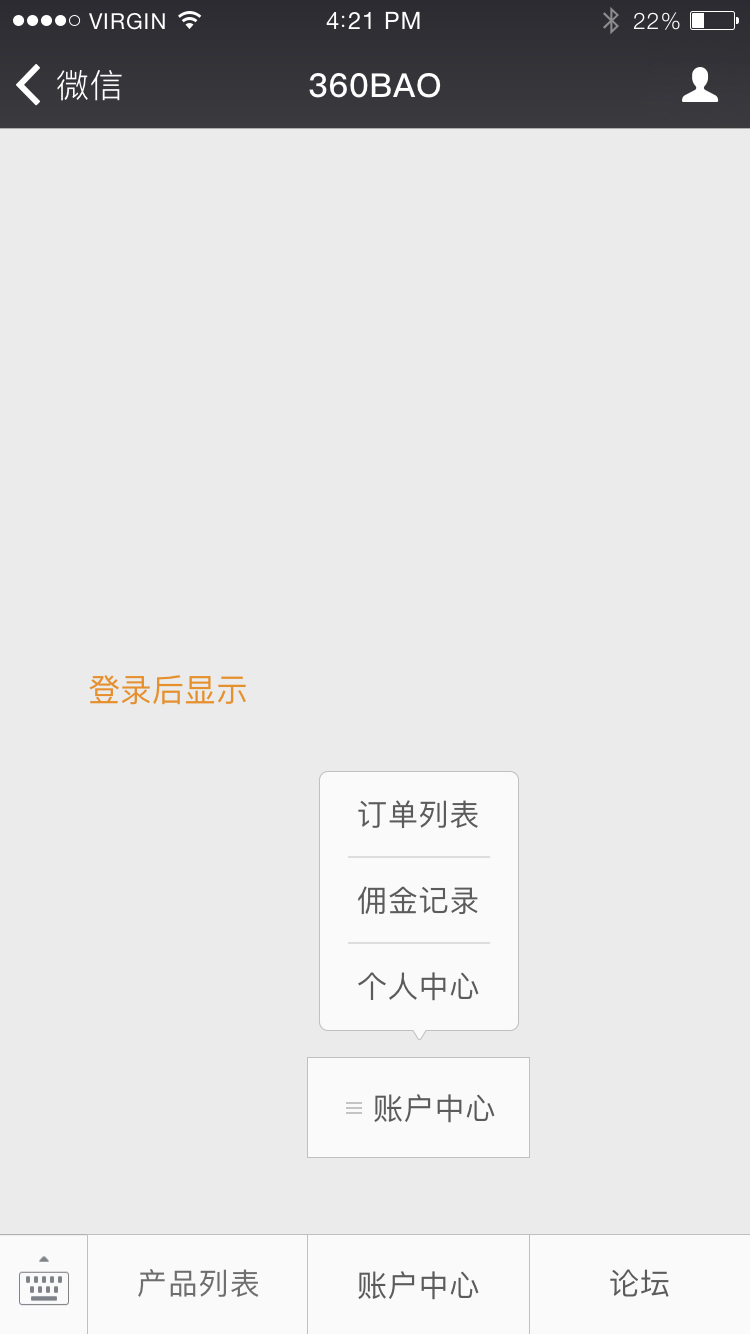 VIRGIN 4:21 PM 22%
微信 360BAO
登录后显示
订单列表
佣金记录
个人中心
账户中心
产品列表 账户中心 论坛